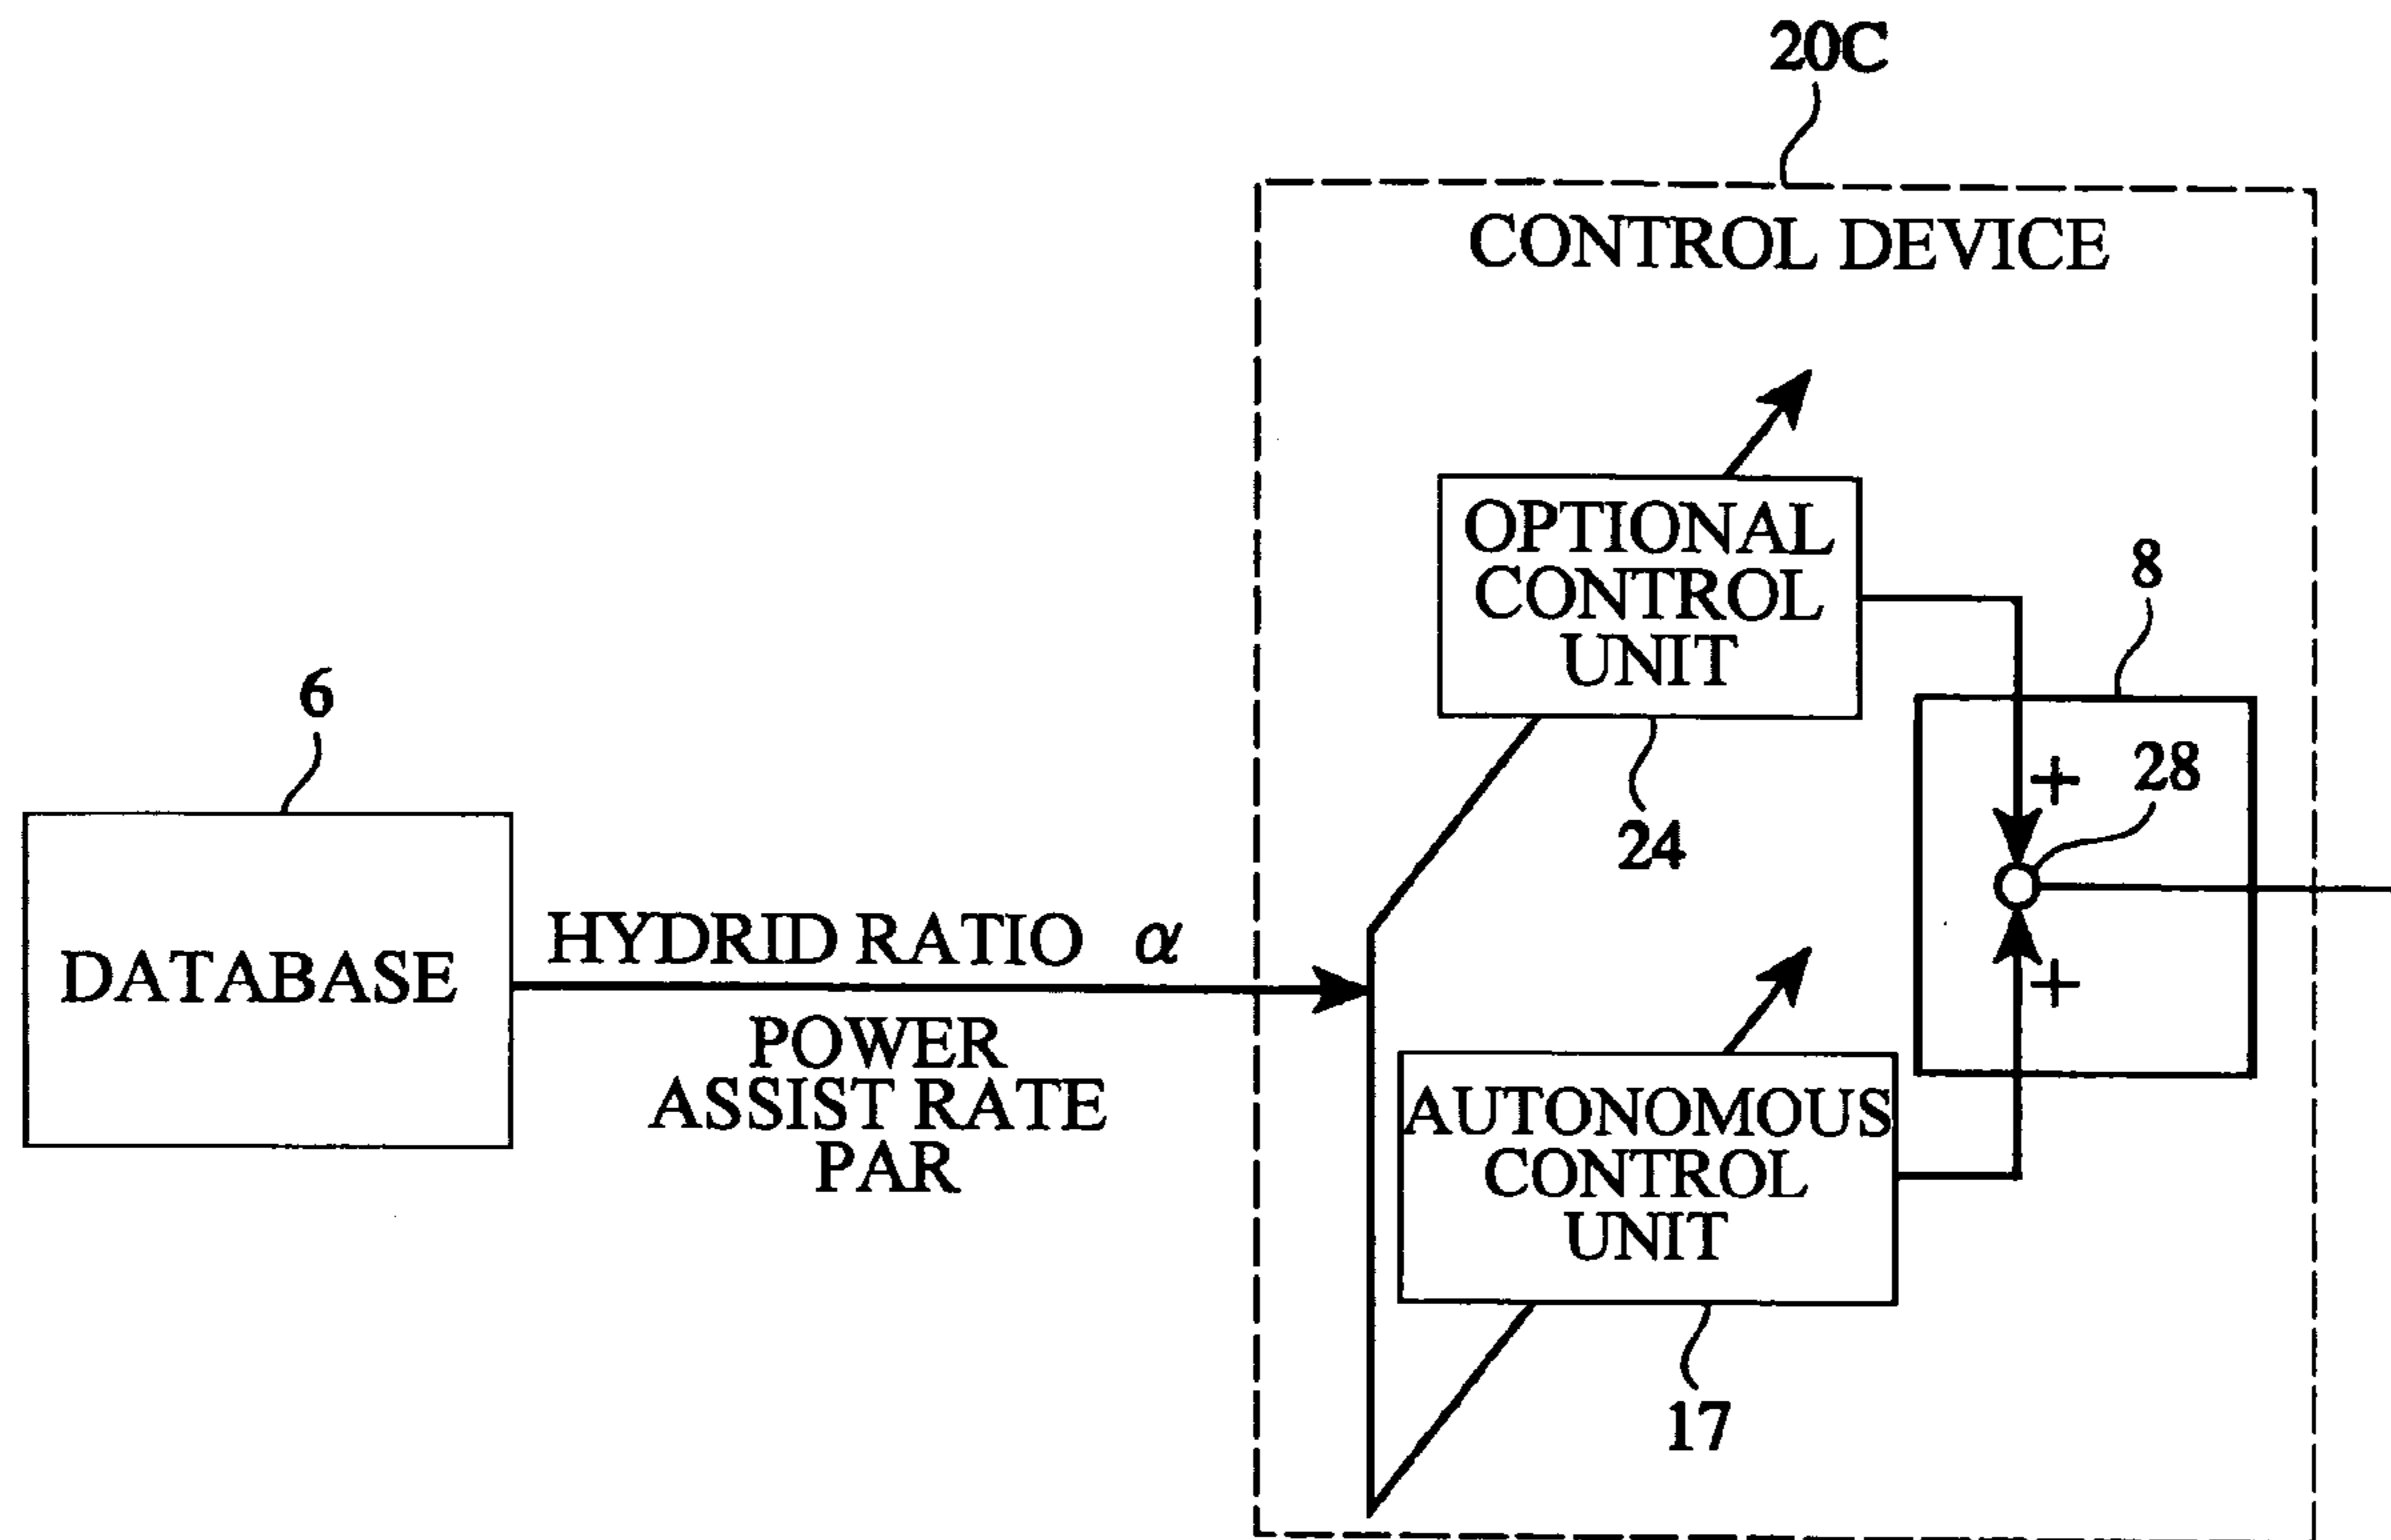 20C
CONTROL DEVICE
OPTIONAL
CONTROL
UNIT
8
6
+
28
24
HYDRID RATIO α
DATABASE
+
POWER
ASSIST RATE
PAR
AUTONOMOUS
CONTROL
UNIT
17